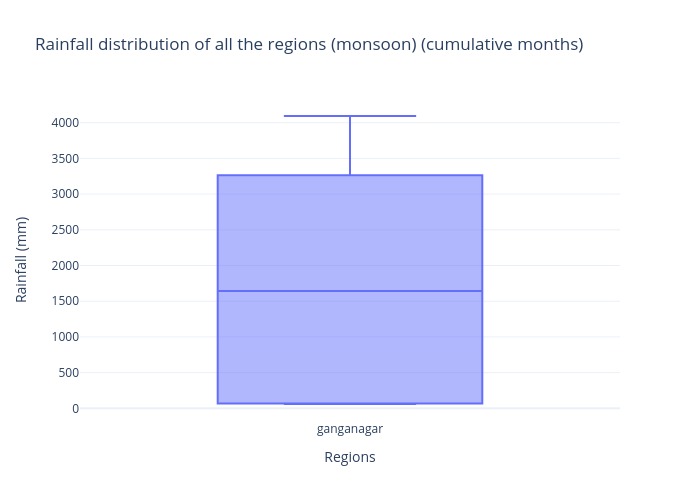 Rainfall distribution of all the regions (monsoon) (cumulative months)
4000
3500
3000
2500
2000
1500
1000
500
0
Rainfall (mm)
ganganagar
Regions